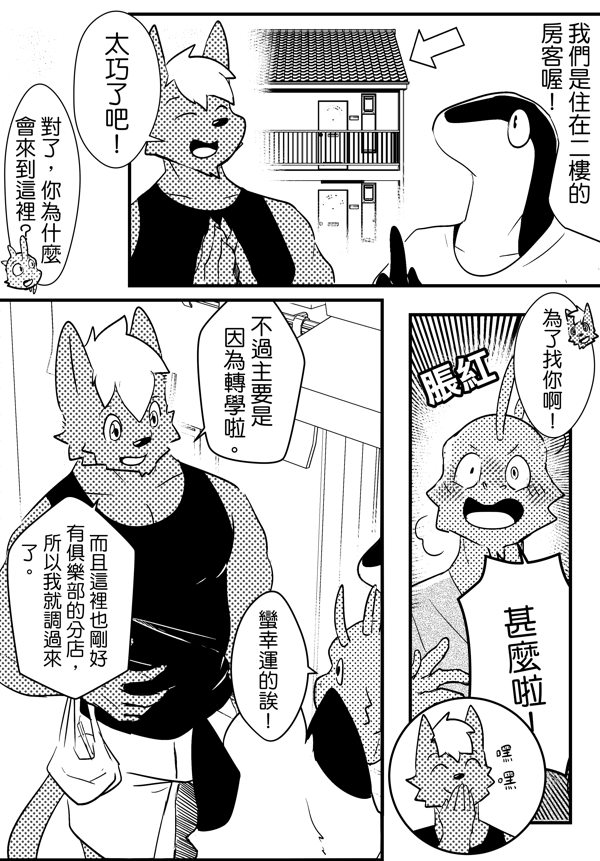 我們是住在二樓的
房客喔！
太巧了吧！
對了，你為什麼
會來到這裡？
為了找你啊！
脹紅
甚麼啦！
嘿
嘿
不過主要是
因為轉學啦。
而且這裡也剛好
有俱樂部的分店，
所以我就調過來
了。
蠻幸運的誒！